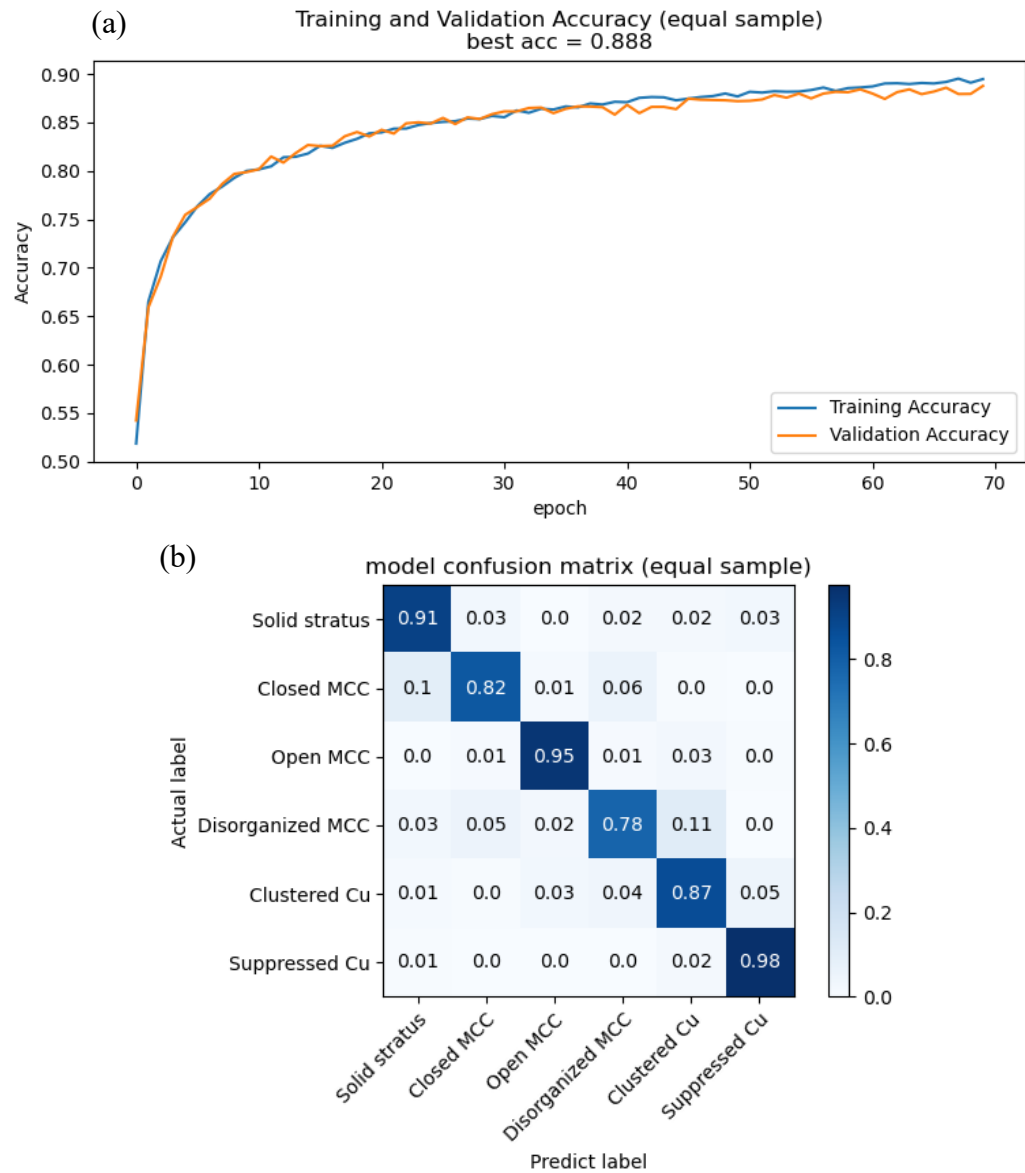 (a)
Training and Validation Accuracy (equal sample)
best acc = 0.888
Accuracy
0.90
0.85
0.80
0.75
0.70
0.65
0.60
0.55
0.50
0 10 20 30 40 50 60 70
epoch
Training Accuracy
Validation Accuracy
(b)
model confusion matrix (equal sample)
Actual label
Solid stratus 0.91 0.03 0.0 0.02 0.02 0.03
Closed MCC 0.1 0.82 0.01 0.06 0.0 0.0
Open MCC 0.0 0.01 0.95 0.01 0.03 0.0
Disorganized MCC 0.03 0.05 0.02 0.78 0.11 0.0
Clustered Cu 0.01 0.0 0.03 0.04 0.87 0.05
Suppressed Cu 0.01 0.0 0.0 0.0 0.02 0.98
Solid stratus Closed MCC Open MCC Disorganized MCC Clustered Cu Suppressed Cu
Predict label
0.8
0.6
0.4
0.2
0.0